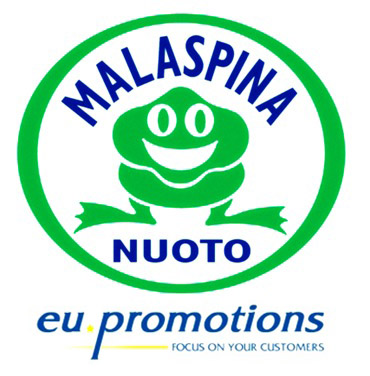 MALASPINA
NUOTO
eu.promotions
FOCUS ON YOUR CUSTOMERS